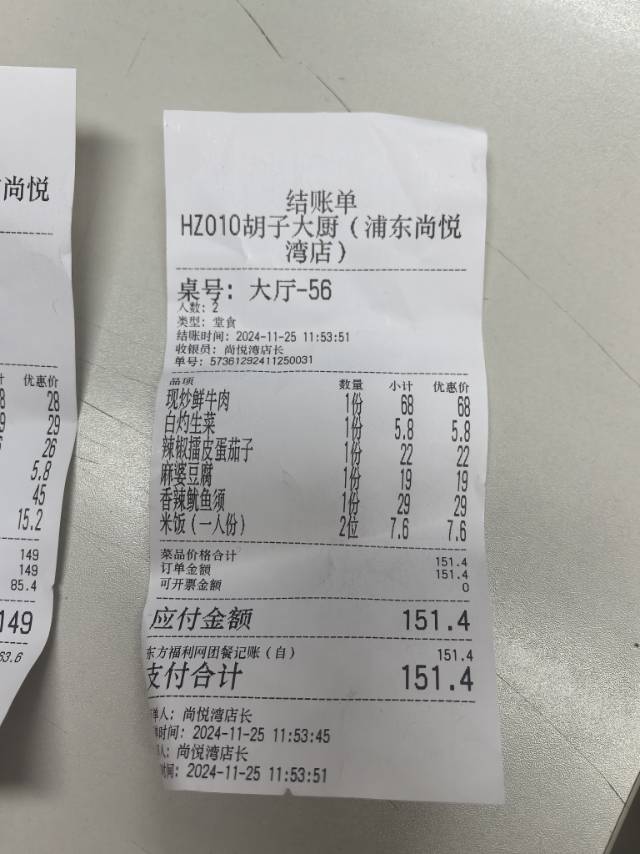 尚悦
优惠价
28
29
26
5.8
45
15.2
149
149
85.4
149
63.6
结账单
HZ010胡子大厨（浦东尚悦
湾店）
桌号: 大厅-56
人数: 2
类型: 堂食
结账时间: 2024-11-25 11:53:51
收银员: 尚悦湾店长
单号: 57361292411250031
品项 数量 小计 优惠价
现炒鲜牛肉 1份 68 68
白灼生菜 1份 5.8 5.8
辣椒擂皮蛋茄子 1份 22 22
麻婆豆腐 1份 19 19
香辣鱿鱼须 1份 29 29
米饭（一人份） 2位 7.6 7.6
菜品价格合计 151.4
订单金额 151.4
可开票金额 0
应付金额 151.4
东方福利网团餐记账（自） 151.4
支付合计 151.4
单人: 尚悦湾店长
时间: 2024-11-25 11:53:45
人: 尚悦湾店长
时间: 2024-11-25 11:53:51